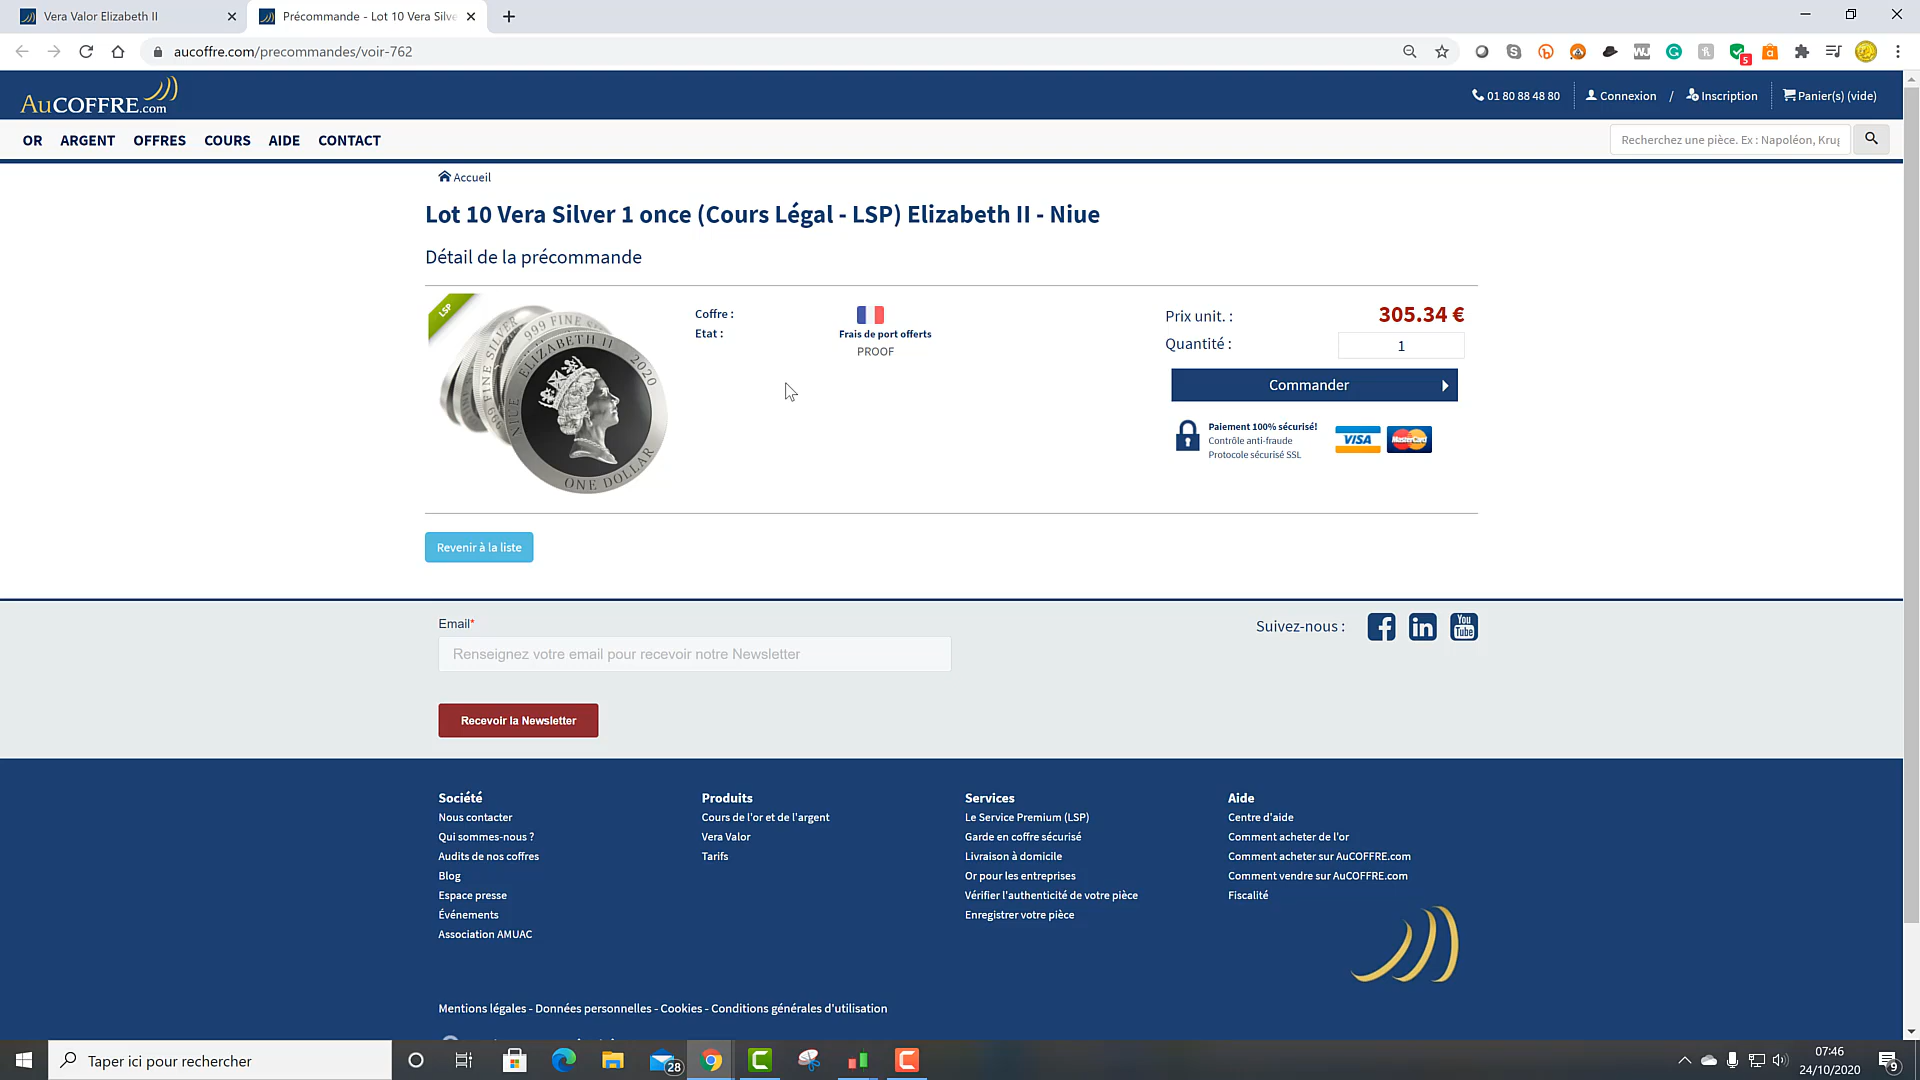 Vera Valor Elizabeth II
Précommande - Lot 10 Vera Silve
aucoffre.com/precommandes/voir-762
5
AuCOFFRE.com
01 80 88 48 80
Connexion / Inscription
Panier(s) (vide)
OR ARGENT OFFRES COURS AIDE CONTACT
Recherchez une pièce. Ex : Napoléon, Krug
Accueil
Lot 10 Vera Silver 1 once (Cours Légal - LSP) Elizabeth II - Niue
Détail de la précommande
LSP
999 FINE
FINE SILVER
NIUE ELIZABETH II 2020
ONE DOLLAR
Coffre :
Etat :
Frais de port offerts
PROOF
Prix unit. : 305.34 €
Quantité : 1
Commander
Paiement 100% sécurisé!
Contrôle anti-fraude
Protocole sécurisé SSL
VISA
MasterCard
Revenir à la liste
Email*
Renseignez votre email pour recevoir notre Newsletter
Recevoir la Newsletter
Suivez-nous :
You
Tube
Société
Nous contacter
Qui sommes-nous ?
Audits de nos coffres
Blog
Espace presse
Événements
Association AMUAC
Produits
Cours de l'or et de l'argent
Vera Valor
Tarifs
Services
Le Service Premium (LSP)
Garde en coffre sécurisé
Livraison à domicile
Or pour les entreprises
Vérifier l'authenticité de votre pièce
Enregistrer votre pièce
Aide
Centre d'aide
Comment acheter de l'or
Comment acheter sur AuCOFFRE.com
Comment vendre sur AuCOFFRE.com
Fiscalité
Mentions légales - Données personnelles - Cookies - Conditions générales d'utilisation
Taper ici pour rechercher
28
07:46
24/10/2020
9